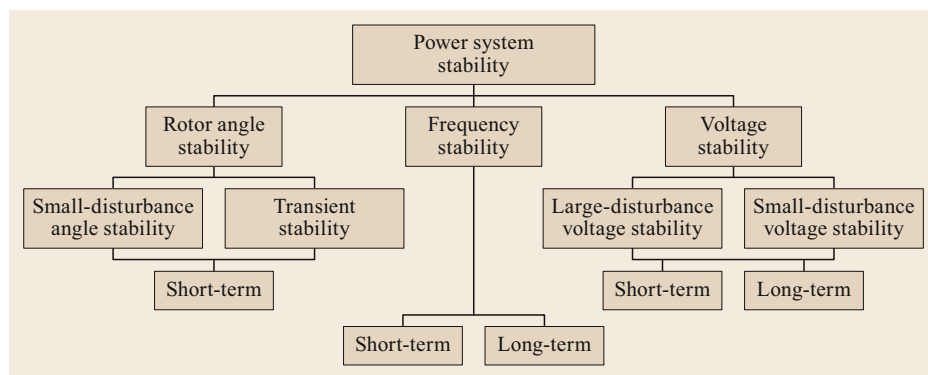 Power system
stability
Rotor angle
stability
Frequency
stability
Voltage
stability
Small-disturbance
angle stability
Transient
stability
Large-disturbance
voltage stability
Small-disturbance
voltage stability
Short-term
Short-term
Long-term
Short-term
Long-term